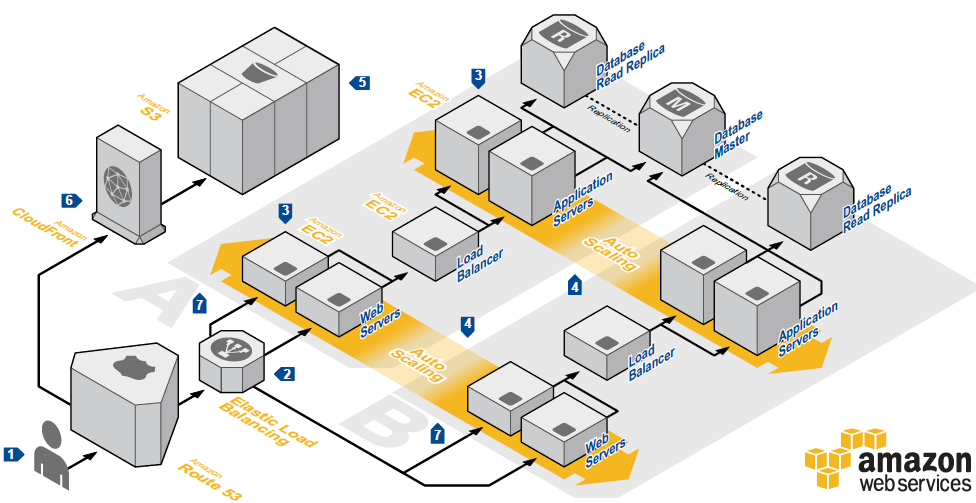 R
Database
Read Replica
3
Amazon
EC2
5
Amazon
S3
M
Replication
Database
Master
6
Amazon
CloudFront
3
Amazon
EC2
Amazon
EC2
Application
Servers
Replication
R
Database
Read Replica
Load
Balancer
Auto
Scaling
A
7
Web
Servers
4
4
Application
Servers
2
Auto
Scaling
Load
Balancer
Elastic Load
Balancing
B
7
Web
Servers
1
Amazon
Route 53
amazon
web services